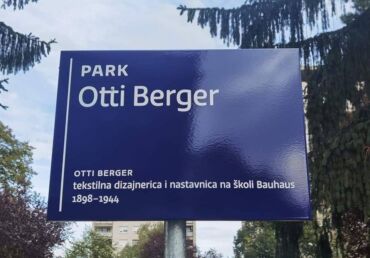 PARK
Otti Berger
OTTI BERGER
tekstilna dizajnerica i nastavnica na školi Bauhaus
1898–1944